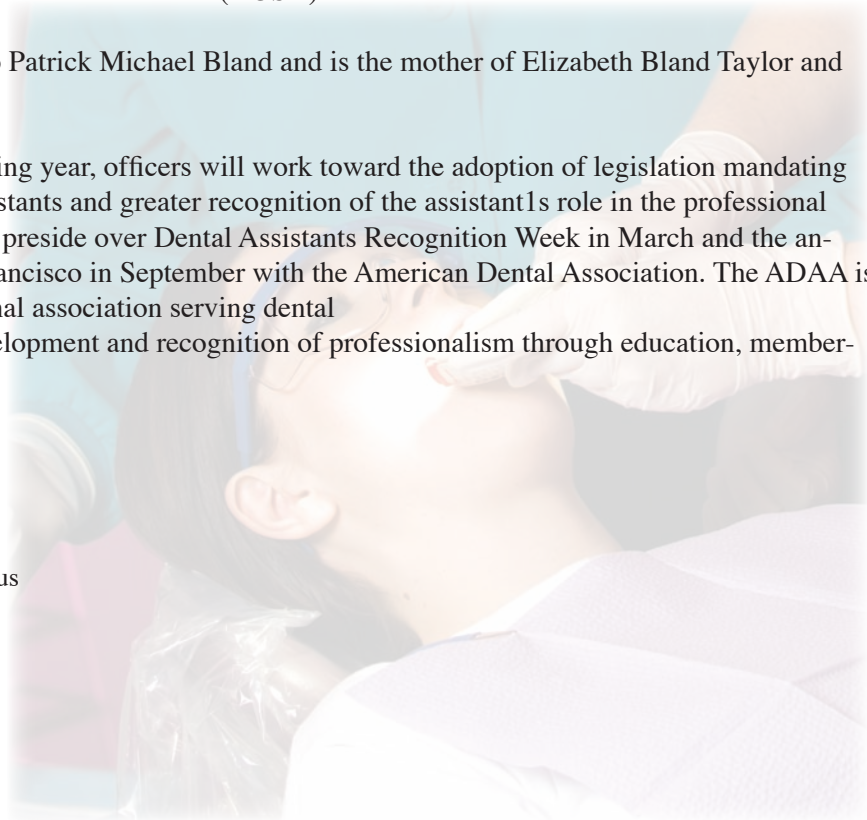 Patrick Michael Bland and is the mother of Elizabeth Bland Taylor and
ing year, officers will work toward the adoption of legislation mandating
stants and greater recognition of the assistant1s role in the professional
preside over Dental Assistants Recognition Week in March and the an-
ancisco in September with the American Dental Association. The ADAA is
nal association serving dental
elopment and recognition of professionalism through education, member-
us